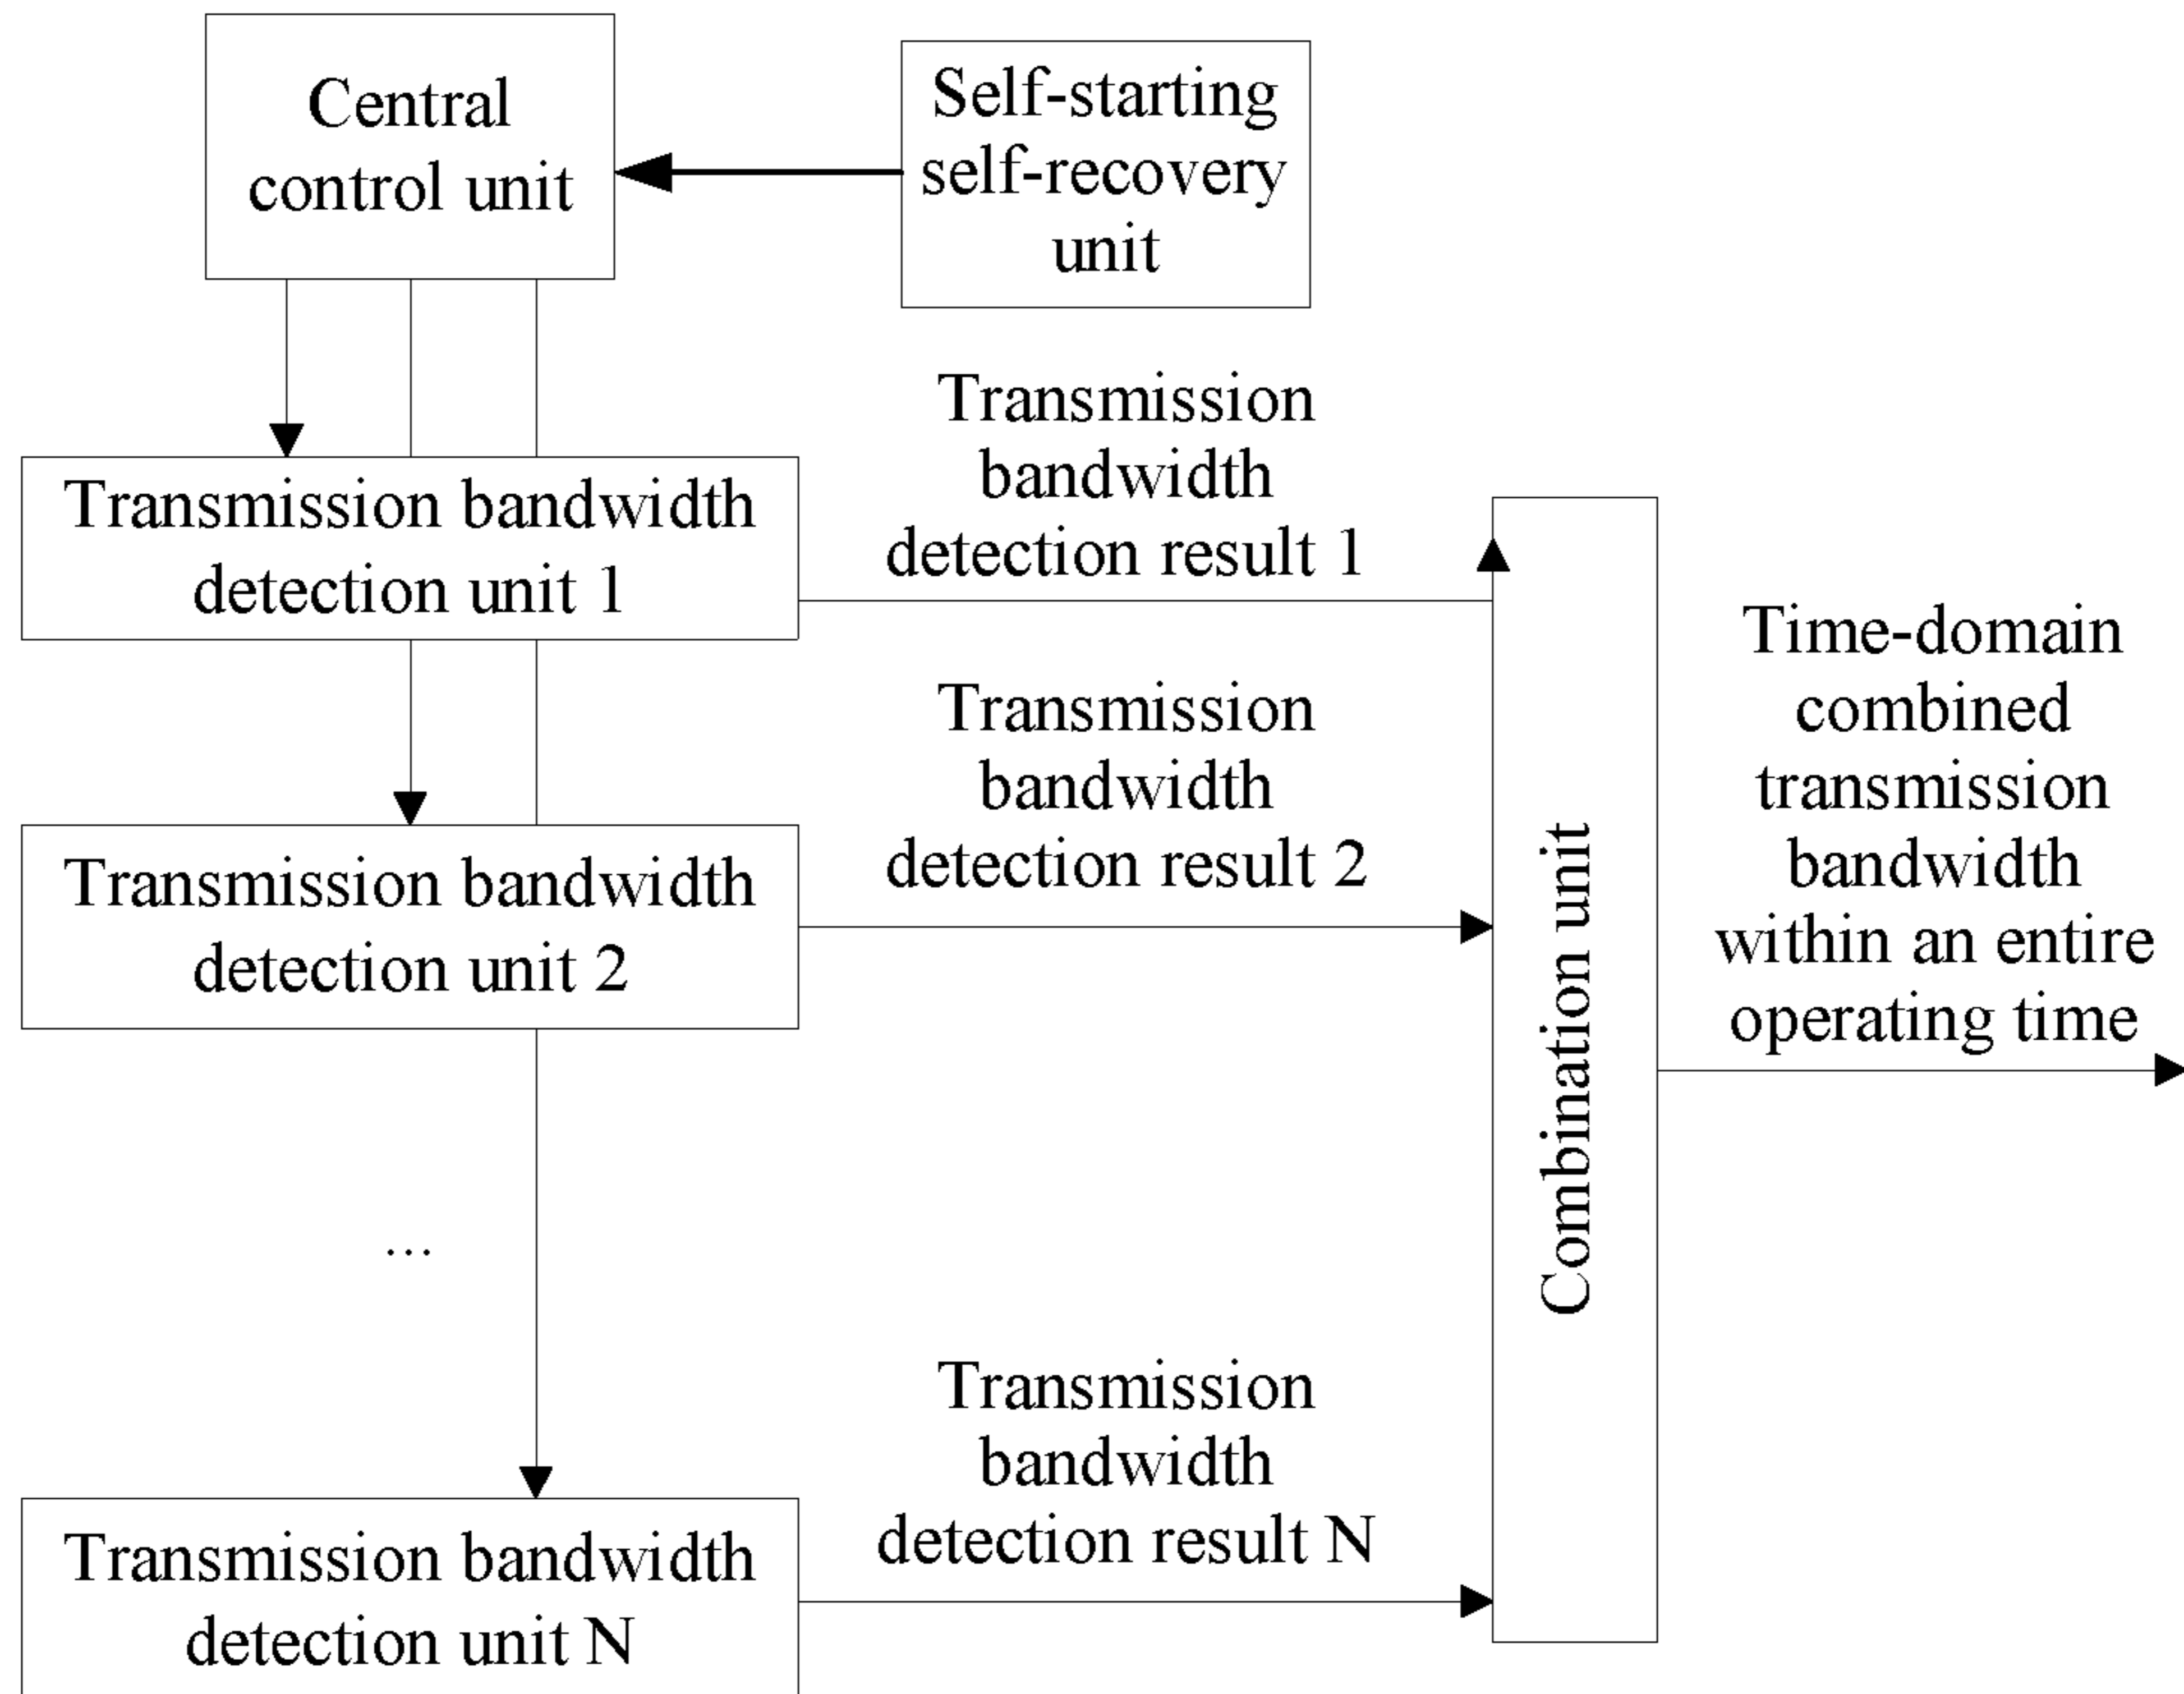 Central
control unit
Self-starting
self-recovery
unit
Transmission
bandwidth
detection result 1
Transmission bandwidth
detection unit 1
Transmission
bandwidth
detection result 2
Transmission bandwidth
detection unit 2
...
Transmission
bandwidth
detection result N
Transmission bandwidth
detection unit N
Combination unit
Time-domain
combined
transmission
bandwidth
within an entire
operating time